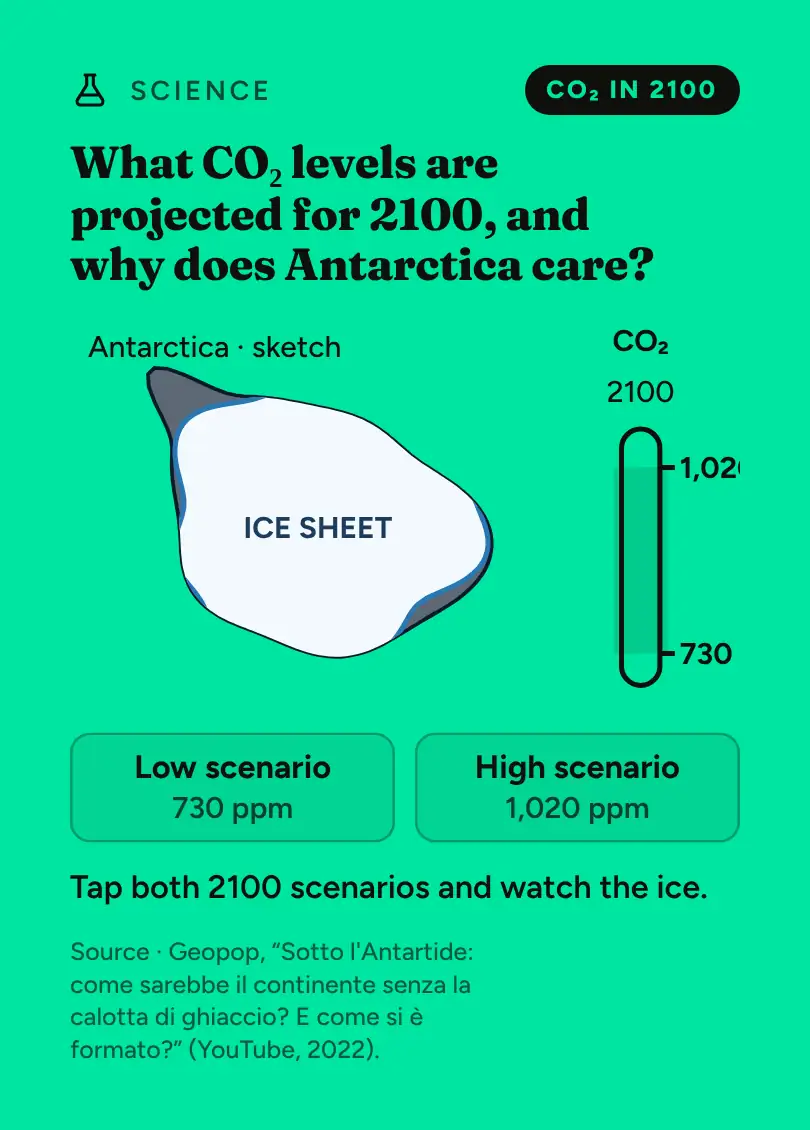 SCIENCE
CO₂ IN 2100
What CO₂ levels are
projected for 2100, and
why does Antarctica care?
Antarctica · sketch
CO₂
2100
ICE SHEET
730
Low scenario
730 ppm
High scenario
1,020 ppm
Tap both 2100 scenarios and watch the ice.
Source · Geopop, “Sotto l'Antartide:
come sarebbe il continente senza la
calotta di ghiaccio? E come si è
formato?” (YouTube, 2022).